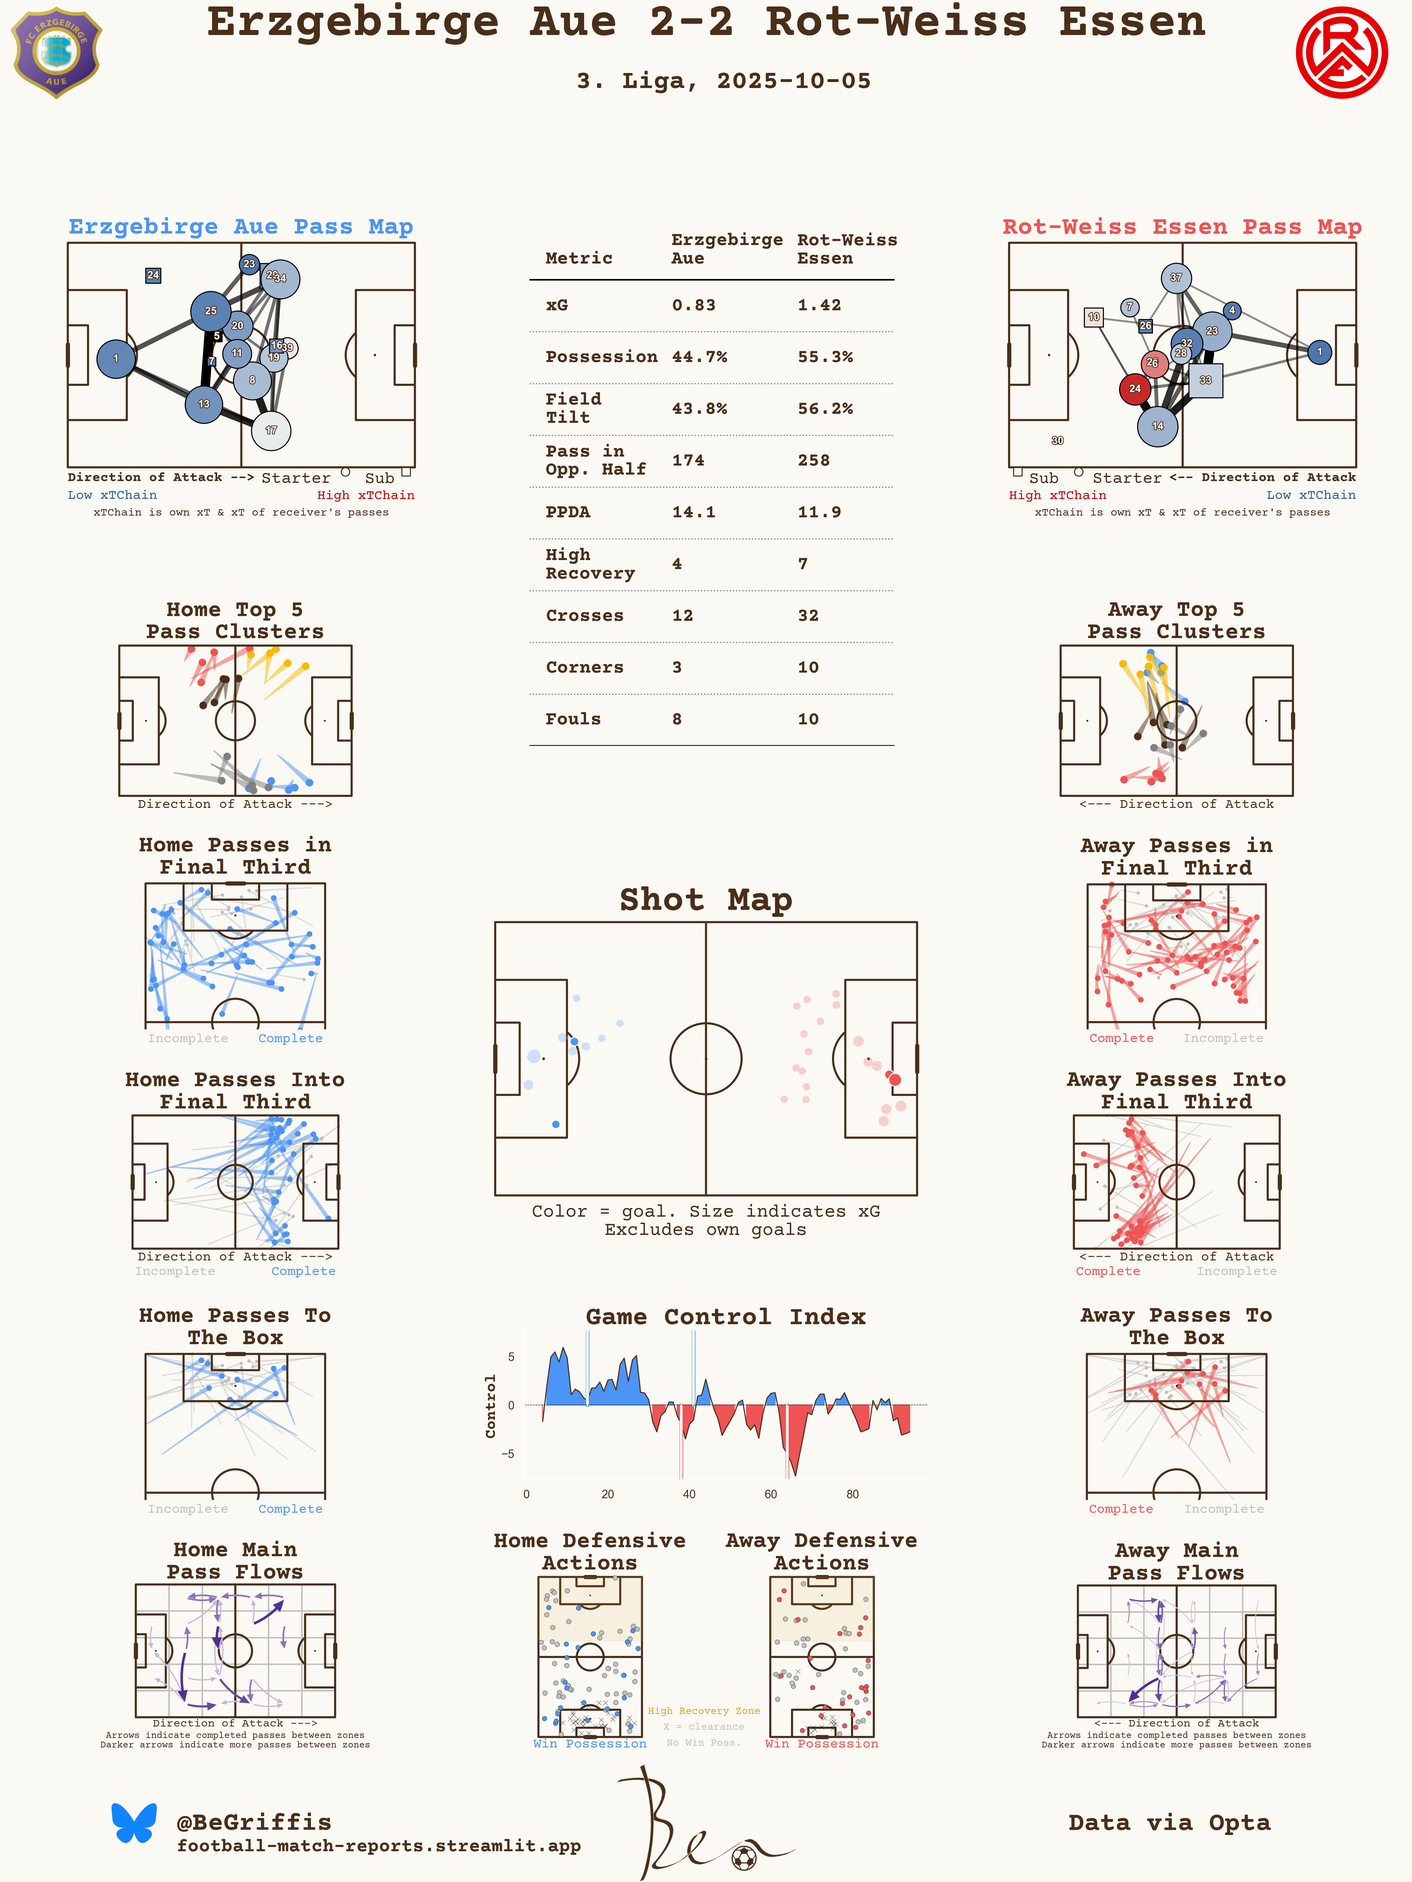 Erzgebirge Aue 2-2 Rot-Weiss Essen
3. Liga, 2025-10-05
FC ERZGEBIRGE
AUE
RWE
Erzgebirge Aue Pass Map
24
23
29
34
25
20
5
16
39
1
11
19
7
8
13
17
Direction of Attack --> Starter Sub
Low xTChain High xTChain
xTChain is own xT & xT of receiver's passes
Metric Erzgebirge Aue Rot-Weiss Essen
xG 0.83 1.42
Possession 44.7% 55.3%
Field Tilt 43.8% 56.2%
Pass in Opp. Half 174 258
PPDA 14.1 11.9
High Recovery 4 7
Crosses 12 32
Corners 3 10
Fouls 8 10
Rot-Weiss Essen Pass Map
37
7
4
10
26
23
32
28
1
26
24
33
14
30
Sub Starter <-- Direction of Attack
High xTChain Low xTChain
xTChain is own xT & xT of receiver's passes
Home Top 5
Pass Clusters
Direction of Attack --->
Away Top 5
Pass Clusters
<--- Direction of Attack
Home Passes in
Final Third
Incomplete Complete
Away Passes in
Final Third
Complete Incomplete
Shot Map
Color = goal. Size indicates xG
Excludes own goals
Home Passes Into
Final Third
Direction of Attack --->
Incomplete Complete
Away Passes Into
Final Third
<--- Direction of Attack
Complete Incomplete
Home Passes To
The Box
Incomplete Complete
Game Control Index
Control
5
0
−5
0 20 40 60 80
Away Passes To
The Box
Complete Incomplete
Home Main
Pass Flows
Direction of Attack --->
Arrows indicate completed passes between zones
Darker arrows indicate more passes between zones
Home Defensive
Actions
Win Possession
High Recovery Zone
X = clearance
No Win Poss.
Away Defensive
Actions
Win Possession
Away Main
Pass Flows
<--- Direction of Attack
Arrows indicate completed passes between zones
Darker arrows indicate more passes between zones
@BeGriffis
football-match-reports.streamlit.app
Ben
Data via Opta